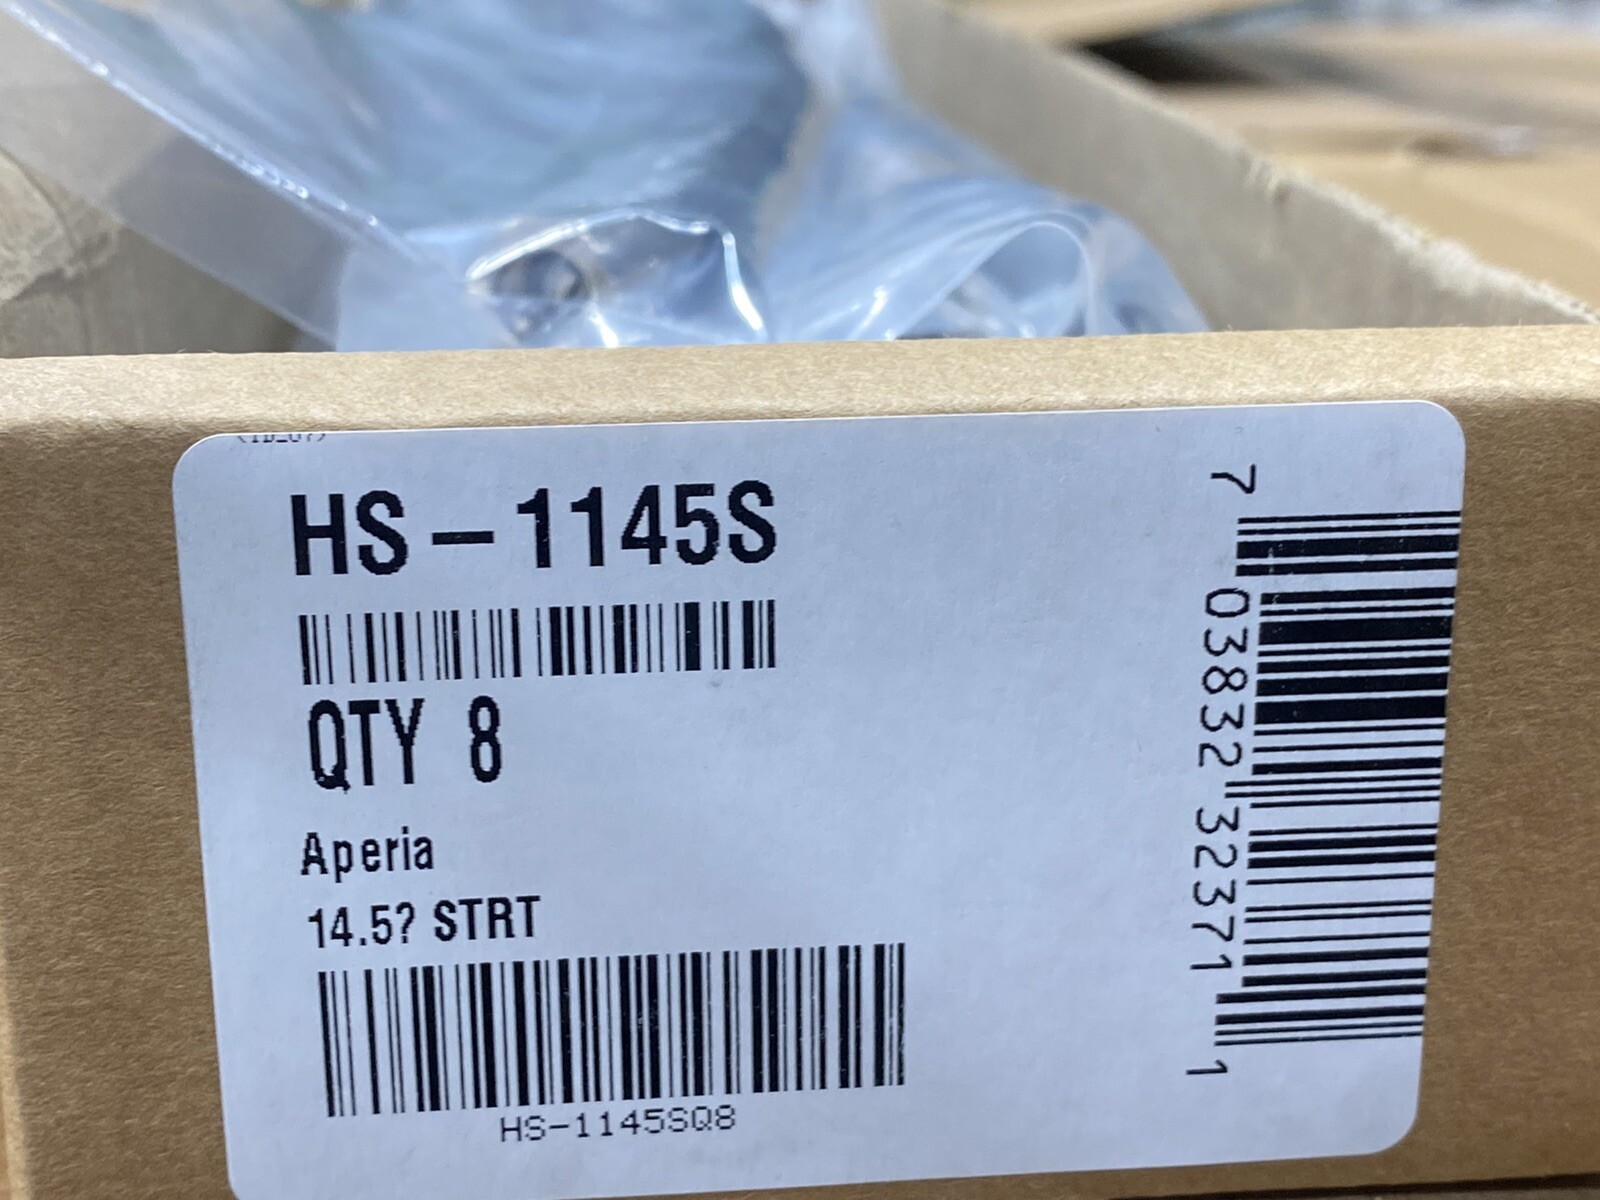 HS-1145S
QTY 8
Aperia
14.5? STRT
HS-1145SQ8
7 03832 32371 1